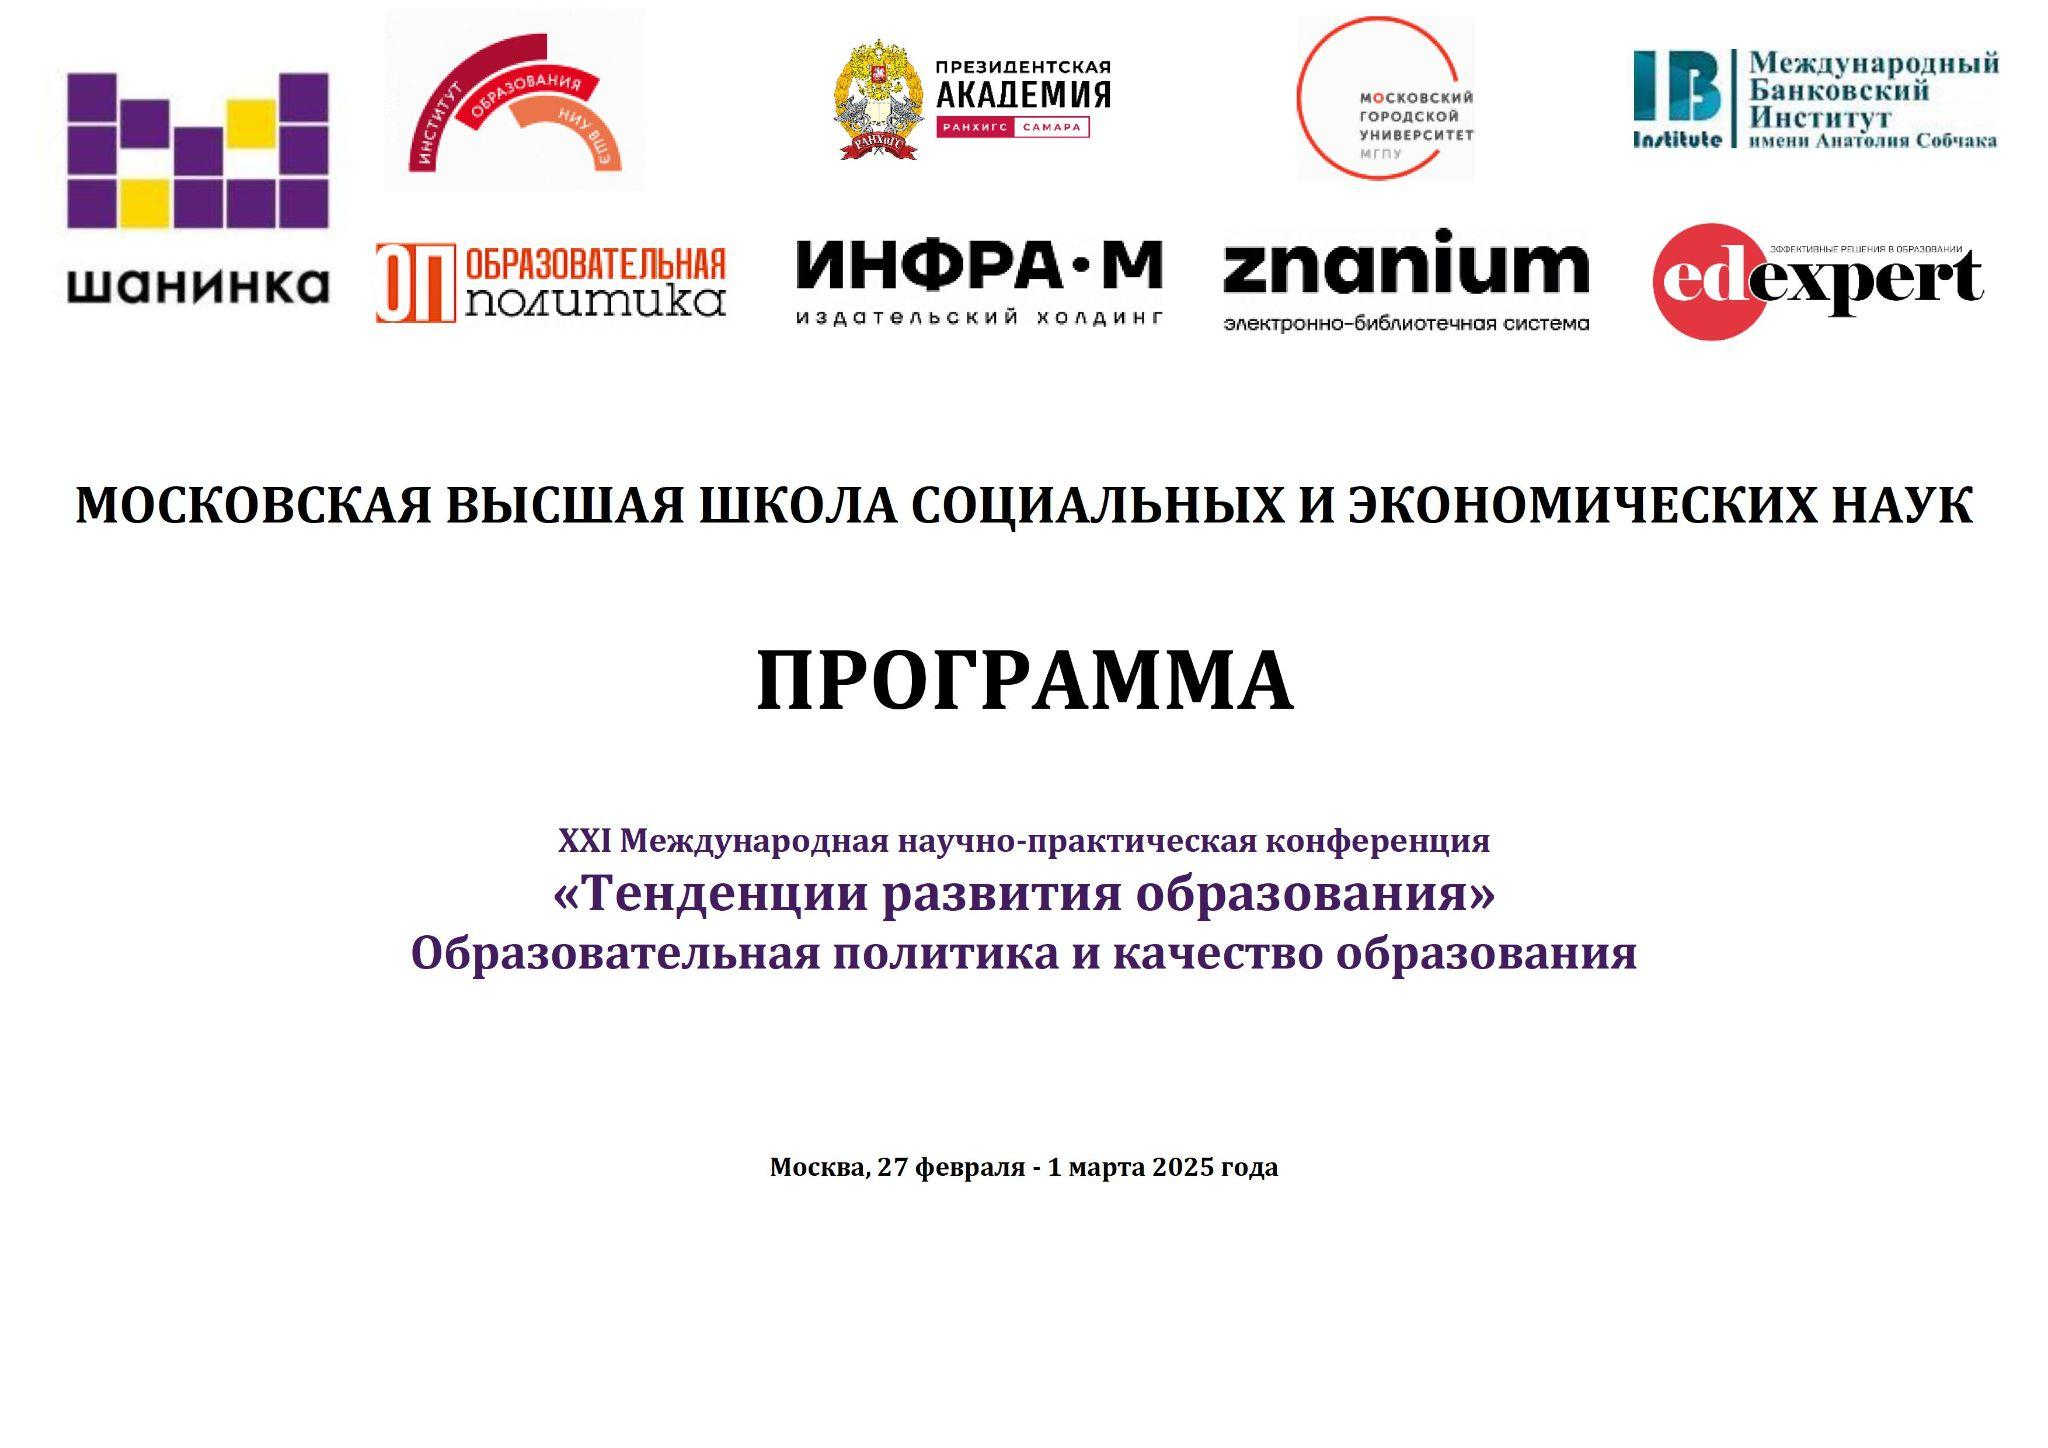 шанинка
ИНСТИТУТ
ОБРАЗОВАНИЯ
НИУ ВШЭ
ПРЕЗИДЕНТСКАЯ
АКАДЕМИЯ
РАНХИГС САМАРА
РАНХиГС
МОСКОВСКИЙ
ГОРОДСКОЙ
УНИВЕРСИТЕТ
МГПУ
IB
Institute
Международный
Банковский
Институт
имени Анатолия Собчака
ОП ОБРАЗОВАТЕЛЬНАЯ
политика
ИНФРА·М
издательский холдинг
znanium
электронно-библиотечная система
ЭФФЕКТИВНЫЕ РЕШЕНИЯ В ОБРАЗОВАНИИ
edexpert
МОСКОВСКАЯ ВЫСШАЯ ШКОЛА СОЦИАЛЬНЫХ И ЭКОНОМИЧЕСКИХ НАУК
ПРОГРАММА
XXI Международная научно-практическая конференция
«Тенденции развития образования»
Образовательная политика и качество образования
Москва, 27 февраля - 1 марта 2025 года